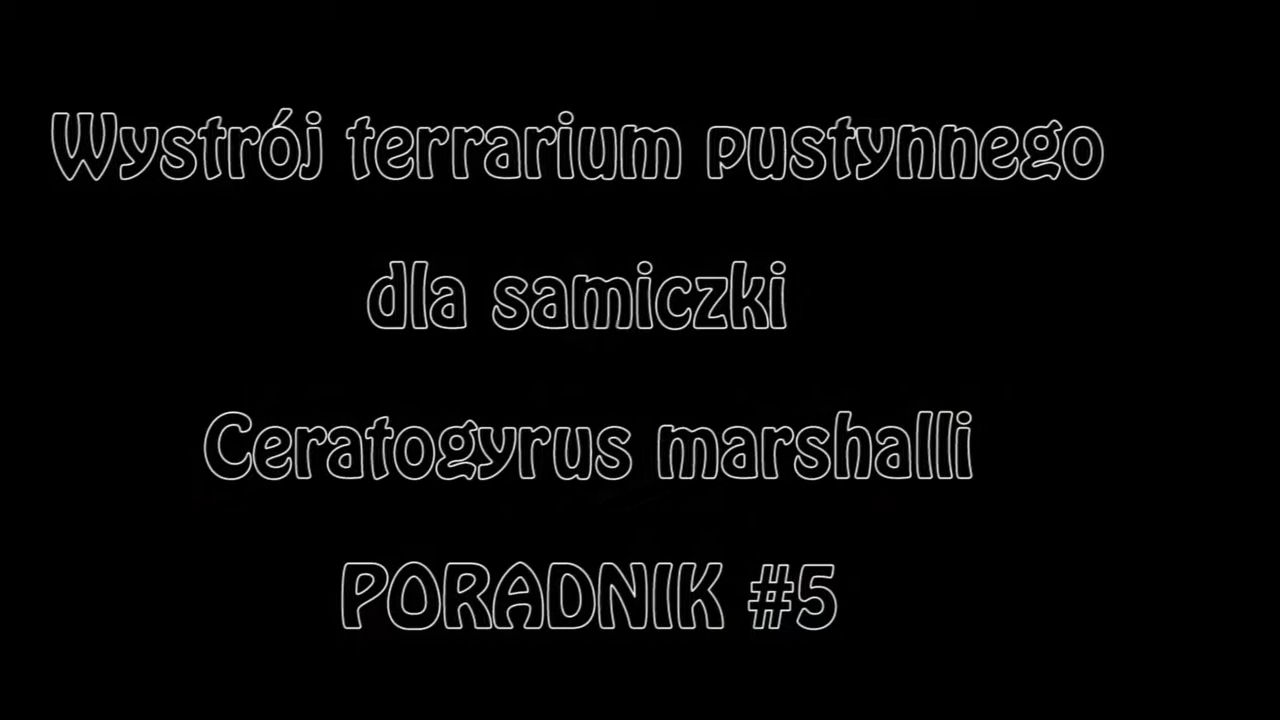 Wystrój terrarium pustynnego
dla samiczki
Ceratogyrus marshalli
PORADNIK #5